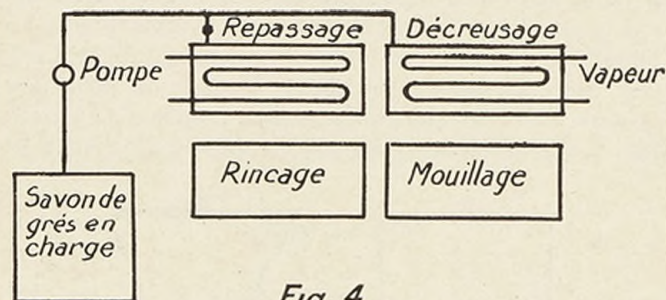 Repassage
Décreusage
Pompe
Vapeur
Rincage
Mouillage
Savon de
grés en
charge
Fig. 4